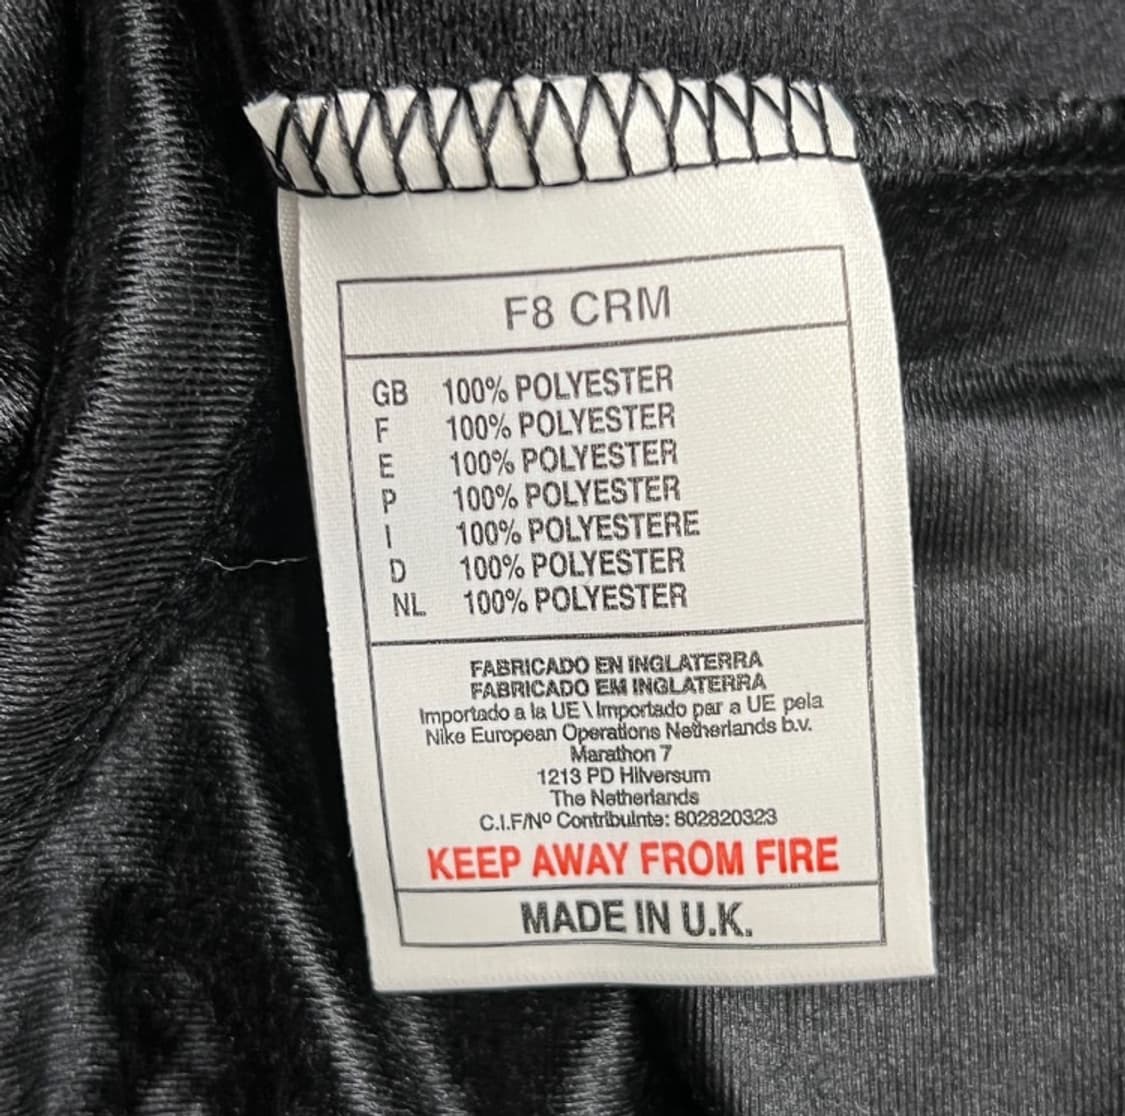 F8 CRM
GB 100% POLYESTER
F 100% POLYESTER
E 100% POLYESTER
P 100% POLYESTER
I 100% POLYESTERE
D 100% POLYESTER
NL 100% POLYESTER
FABRICADO EN INGLATERRA
FABRICADO EM INGLATERRA
Importado a la UE \ Importado par a UE pela
Nike European Operations Netherlands b.v.
Marathon 7
1213 PD Hilversum
The Netherlands
C.I.F/Nº Contribuinte: 802820323
KEEP AWAY FROM FIRE
MADE IN U.K.